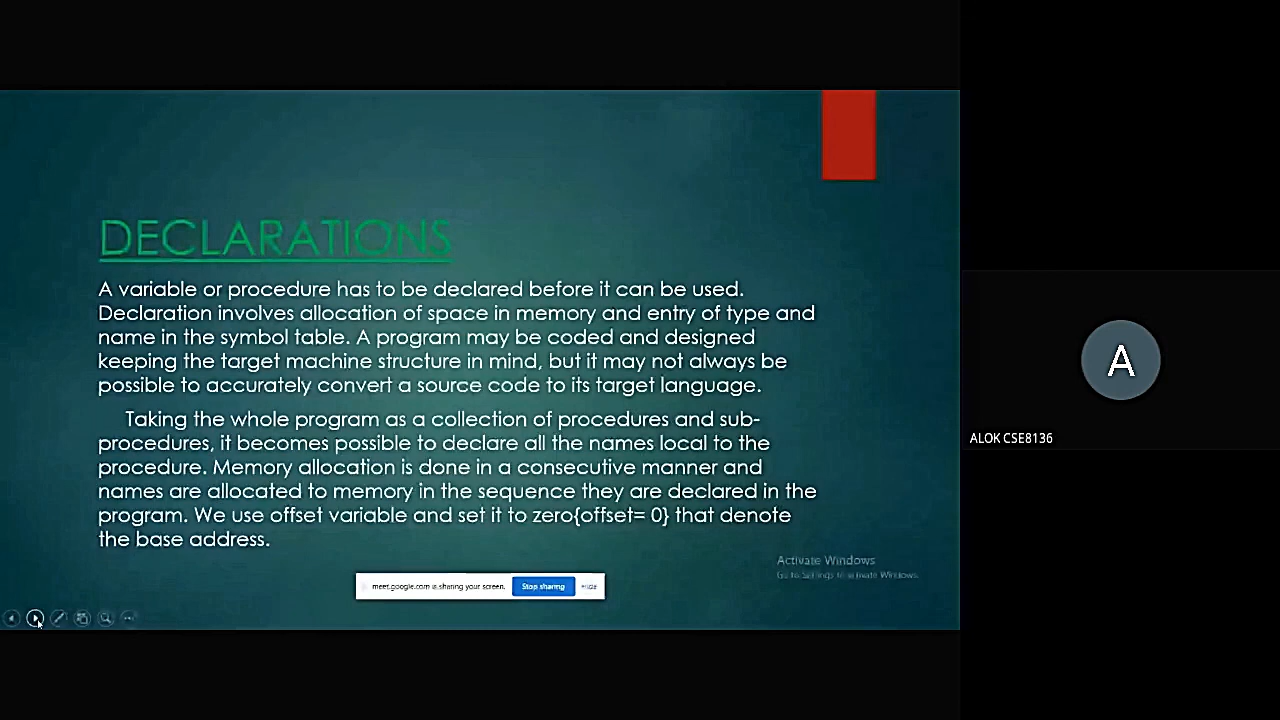 DECLARATIONS
A variable or procedure has to be declared before it can be used.
Declaration involves allocation of space in memory and entry of type and
name in the symbol table. A program may be coded and designed
keeping the target machine structure in mind, but it may not always be
possible to accurately convert a source code to its target language.
Taking the whole program as a collection of procedures and sub-
procedures, it becomes possible to declare all the names local to the
procedure. Memory allocation is done in a consecutive manner and
names are allocated to memory in the sequence they are declared in the
program. We use offset variable and set it to zero{offset= 0} that denote
the base address.
Activate Windows
Go to Settings to activate Windows.
meet.google.com is sharing your screen. Stop sharing Hide
A
ALOK CSE8136